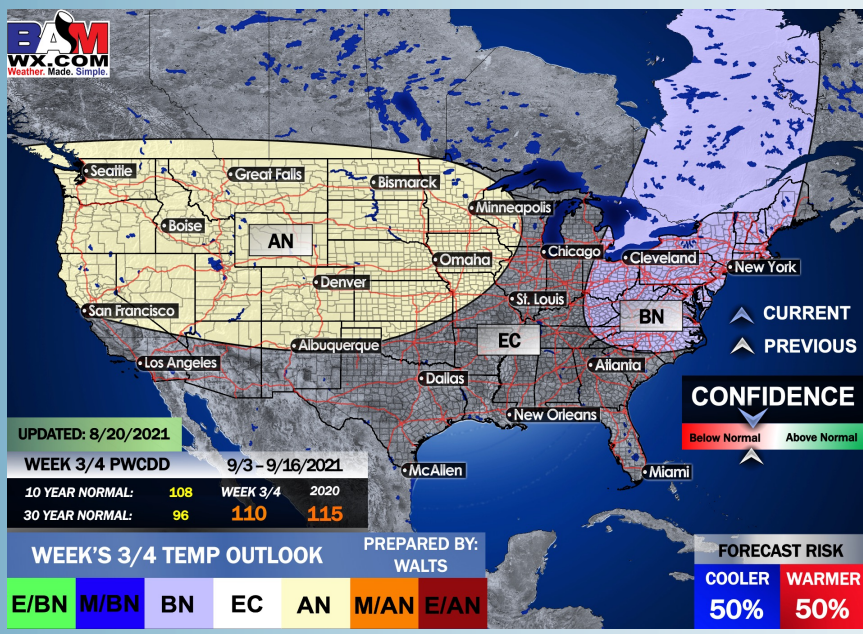 BAM
WX.COM
Weather. Made. Simple.
Seattle
Great Falls
Bismarck
Minneapolis
Boise
AN
Omaha
Chicago
Cleveland
New York
Denver
St. Louis
San Francisco
BN
EC
Albuquerque
Los Angeles
Dallas
Atlanta
New Orleans
McAllen
Miami
CURRENT
PREVIOUS
CONFIDENCE
Below Normal Above Normal
UPDATED: 8/20/2021
WEEK 3/4 PWCDD 9/3 – 9/16/2021
10 YEAR NORMAL: 108 WEEK 3/4 2020
30 YEAR NORMAL: 96 110 115
WEEK'S 3/4 TEMP OUTLOOK
PREPARED BY:
WALTS
E/BN M/BN BN EC AN M/AN E/AN
FORECAST RISK
COOLER WARMER
50% 50%